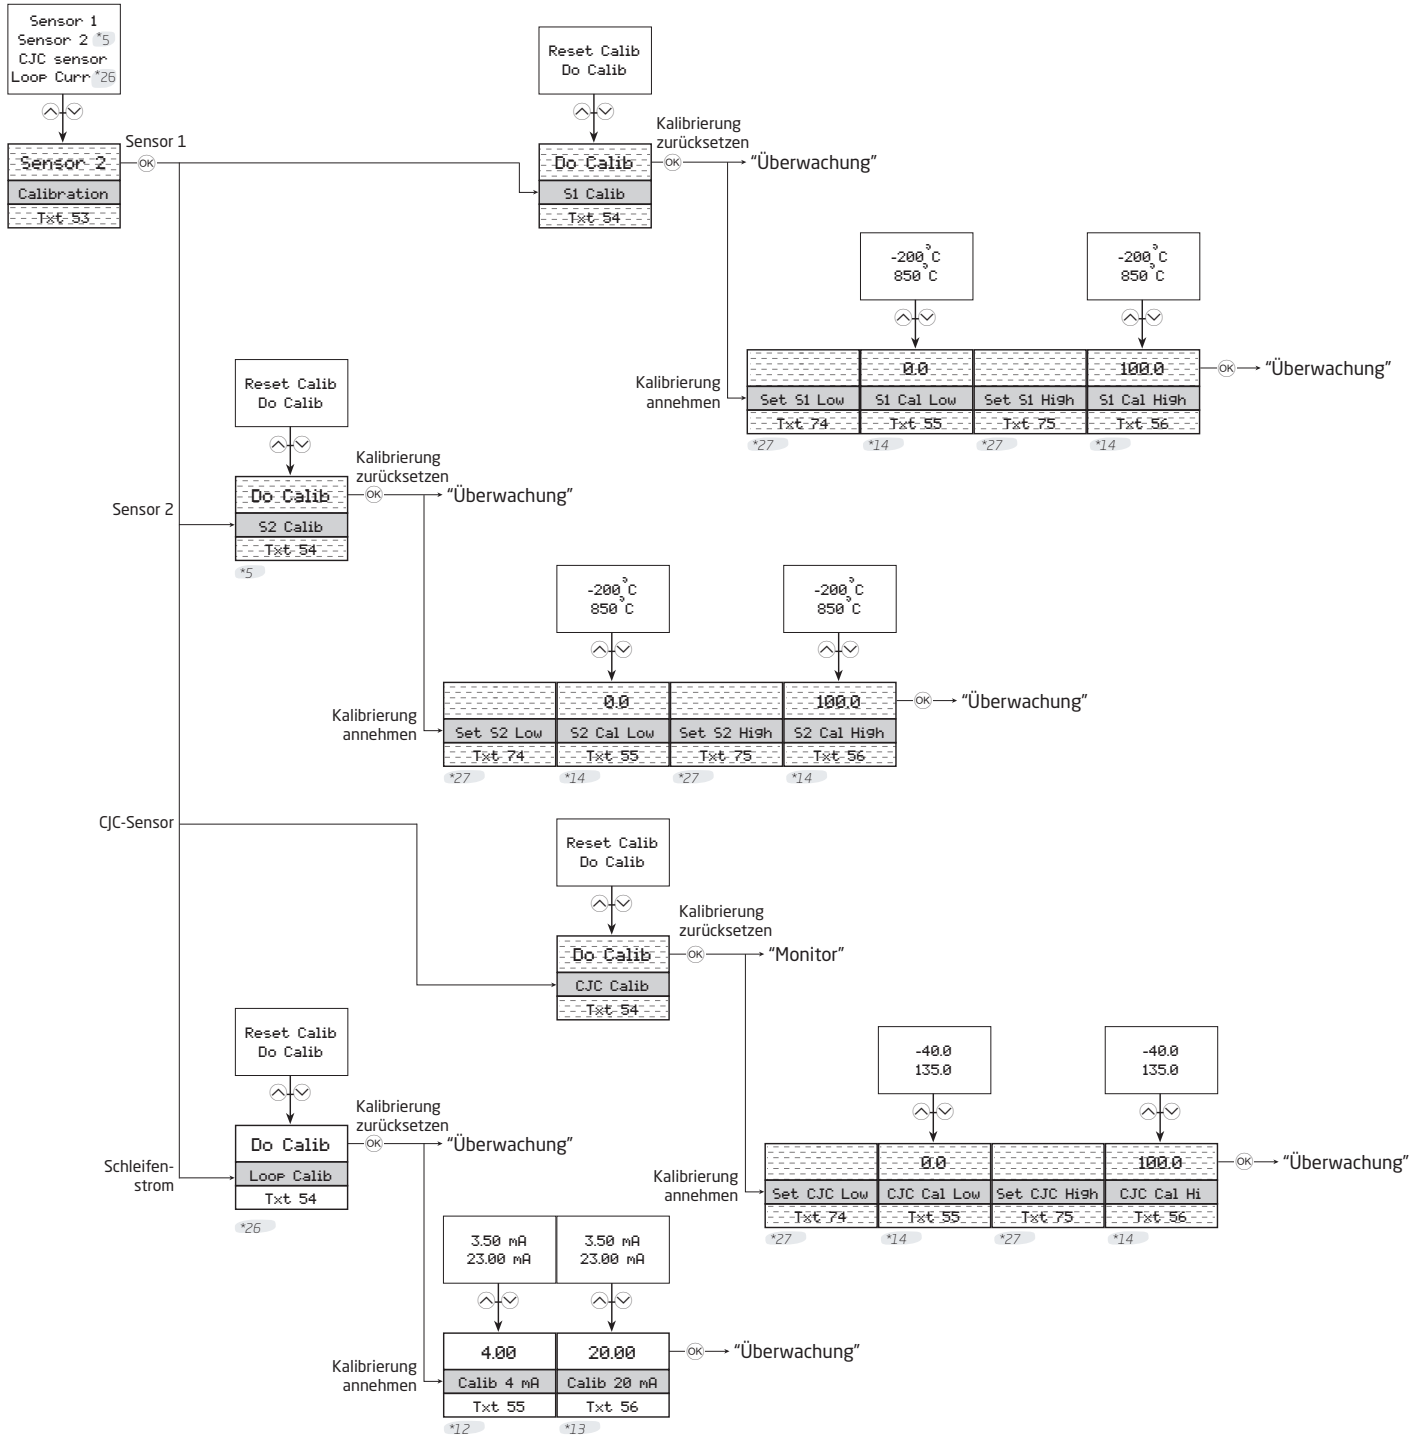 Sensor 1
Sensor 2 *5
CJC sensor
Loop Curr *26
Sensor 2
Calibration
Txt 53
OK
Sensor 1
Reset Calib
Do Calib
Do Calib
S1 Calib
Txt 54
OK
Kalibrierung
zurücksetzen
"Überwachung"
-200°C
850°C
-200°C
850°C
Kalibrierung
annehmen
0.0
100.0
Set S1 Low
S1 Cal Low
Set S1 High
S1 Cal High
Txt 74
Txt 55
Txt 75
Txt 56
*27
*14
*27
*14
OK
"Überwachung"
Sensor 2
Reset Calib
Do Calib
Do Calib
S2 Calib
Txt 54
*5
OK
Kalibrierung
zurücksetzen
"Überwachung"
-200°C
850°C
-200°C
850°C
Kalibrierung
annehmen
0.0
100.0
Set S2 Low
S2 Cal Low
Set S2 High
S2 Cal High
Txt 74
Txt 55
Txt 75
Txt 56
*27
*14
*27
*14
OK
"Überwachung"
CJC-Sensor
Reset Calib
Do Calib
Do Calib
CJC Calib
Txt 54
OK
Kalibrierung
zurücksetzen
"Monitor"
-40.0
135.0
-40.0
135.0
Kalibrierung
annehmen
0.0
100.0
Set CJC Low
CJC Cal Low
Set CJC High
CJC Cal Hi
Txt 74
Txt 55
Txt 75
Txt 56
*27
*14
*27
*14
OK
"Überwachung"
Schleifen-
strom
Reset Calib
Do Calib
Do Calib
Loop Calib
Txt 54
*26
OK
Kalibrierung
zurücksetzen
"Überwachung"
3.50 mA
23.00 mA
3.50 mA
23.00 mA
Kalibrierung
annehmen
4.00
20.00
Calib 4 mA
Calib 20 mA
Txt 55
Txt 56
*12
*13
OK
"Überwachung"